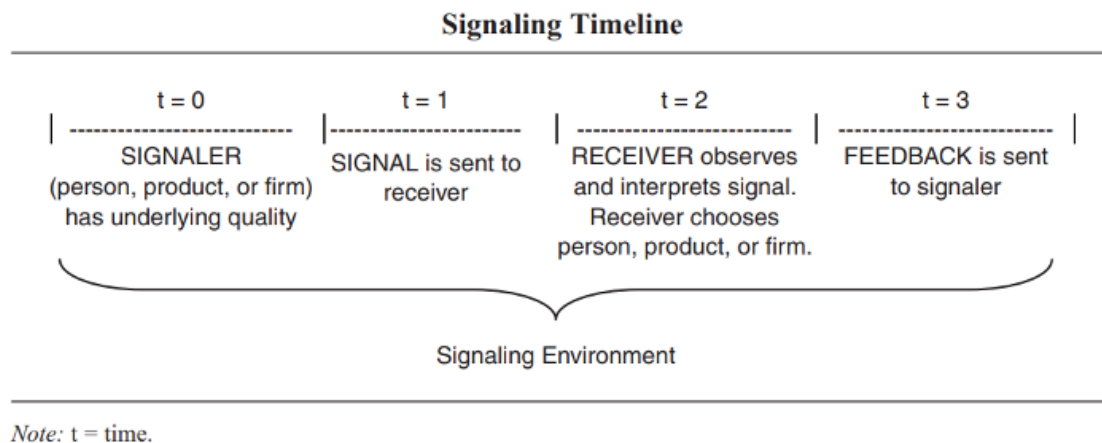 Signaling Timeline
t = 0
t = 1
t = 2
t = 3
SIGNALER
(person, product, or firm)
has underlying quality
SIGNAL is sent to
receiver
RECEIVER observes
and interprets signal.
Receiver chooses
person, product, or firm.
FEEDBACK is sent
to signaler
Signaling Environment
Note: t = time.